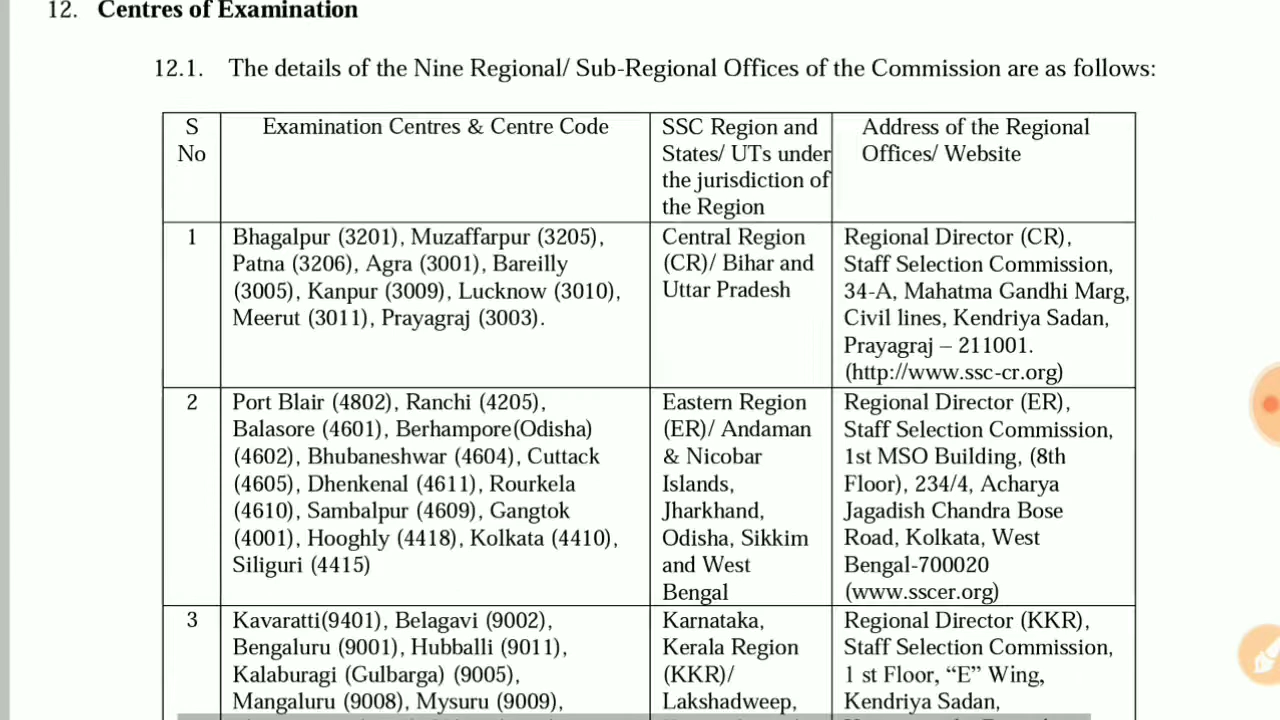 12. Centres of Examination
12.1. The details of the Nine Regional/ Sub-Regional Offices of the Commission are as follows:
S No
Examination Centres & Centre Code
SSC Region and
States/ UTs under
the jurisdiction of
the Region
Address of the Regional
Offices/ Website
1
Bhagalpur (3201), Muzaffarpur (3205),
Patna (3206), Agra (3001), Bareilly
(3005), Kanpur (3009), Lucknow (3010),
Meerut (3011), Prayagraj (3003).
Central Region
(CR)/ Bihar and
Uttar Pradesh
Regional Director (CR),
Staff Selection Commission,
34-A, Mahatma Gandhi Marg,
Civil lines, Kendriya Sadan,
Prayagraj – 211001.
(http://www.ssc-cr.org)
2
Port Blair (4802), Ranchi (4205),
Balasore (4601), Berhampore(Odisha)
(4602), Bhubaneshwar (4604), Cuttack
(4605), Dhenkenal (4611), Rourkela
(4610), Sambalpur (4609), Gangtok
(4001), Hooghly (4418), Kolkata (4410),
Siliguri (4415)
Eastern Region
(ER)/ Andaman
& Nicobar
Islands,
Jharkhand,
Odisha, Sikkim
and West
Bengal
Regional Director (ER),
Staff Selection Commission,
1st MSO Building, (8th
Floor), 234/4, Acharya
Jagadish Chandra Bose
Road, Kolkata, West
Bengal-700020
(www.sscer.org)
3
Kavaratti(9401), Belagavi (9002),
Bengaluru (9001), Hubballi (9011),
Kalaburagi (Gulbarga) (9005),
Mangaluru (9008), Mysuru (9009),
Karnataka,
Kerala Region
(KKR)/
Lakshadweep,
Regional Director (KKR),
Staff Selection Commission,
1 st Floor, “E” Wing,
Kendriya Sadan,